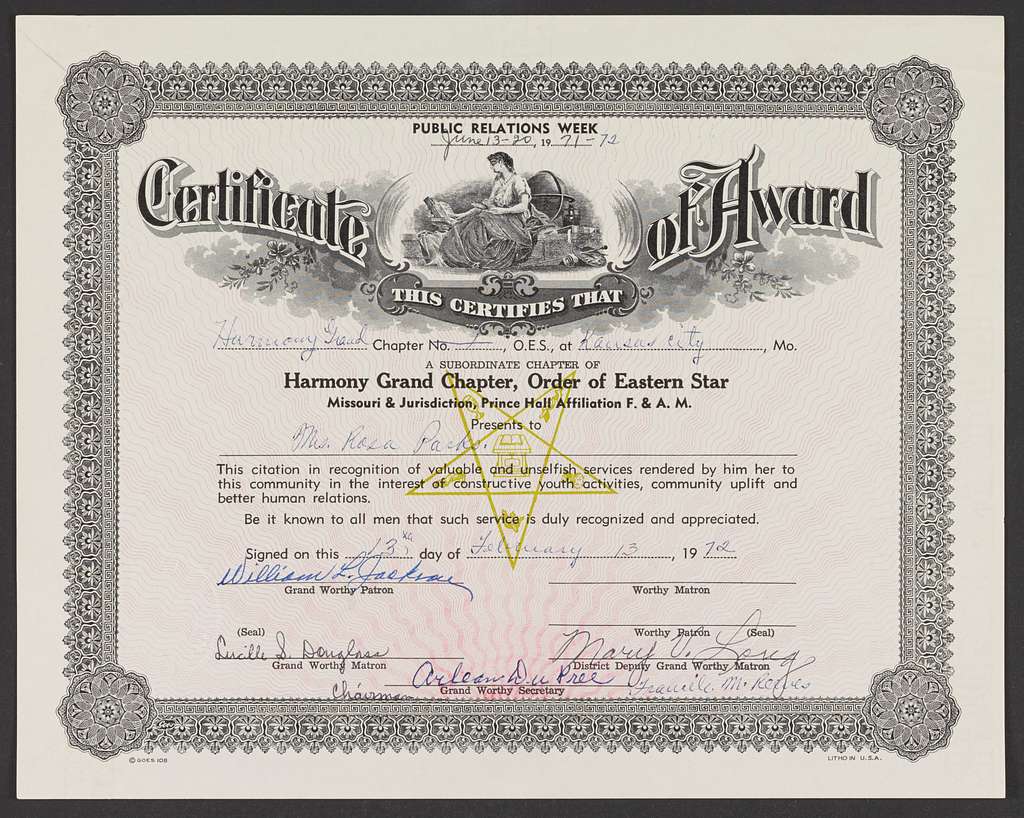 PUBLIC RELATIONS WEEK
June 13-20, 1971-72
Certificate of Award
THIS CERTIFIES THAT
Harmony Grand Chapter No. , O.E.S., at Kansas City, Mo.
A SUBORDINATE CHAPTER OF
Harmony Grand Chapter, Order of Eastern Star
Missouri & Jurisdiction, Prince Hall Affiliation F. & A. M.
Presents to
Mrs. Rosa Parks.
This citation in recognition of valuable and unselfish services rendered by him her to
this community in the interest of constructive youth activities, community uplift and
better human relations.
Be it known to all men that such service is duly recognized and appreciated.
Signed on this 13th day of February 13, 1972
William L. Jackson
Grand Worthy Patron Worthy Matron
(Seal) Worthy Patron (Seal)
Lucille S. Douglass Mary V. Long
Grand Worthy Matron District Deputy Grand Worthy Matron
Arlean DuPree McReeves
Chairman Grand Worthy Secretary
© GOES 108 LITHO IN U.S.A.